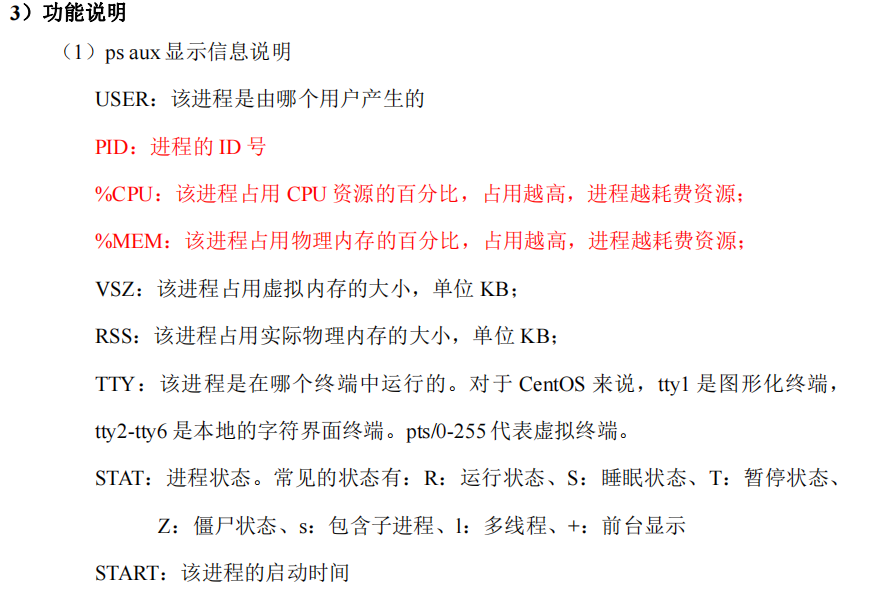 3）功能说明
（1）ps aux 显示信息说明
USER：该进程是由哪个用户产生的
PID：进程的 ID 号
%CPU：该进程占用 CPU 资源的百分比，占用越高，进程越耗费资源；
%MEM：该进程占用物理内存的百分比，占用越高，进程越耗费资源；
VSZ：该进程占用虚拟内存的大小，单位 KB；
RSS：该进程占用实际物理内存的大小，单位 KB；
TTY：该进程是在哪个终端中运行的。对于 CentOS 来说，tty1 是图形化终端，
tty2-tty6 是本地的字符界面终端。pts/0-255 代表虚拟终端。
STAT：进程状态。常见的状态有：R：运行状态、S：睡眠状态、T：暂停状态、
Z：僵尸状态、s：包含子进程、l：多线程、+：前台显示
START：该进程的启动时间